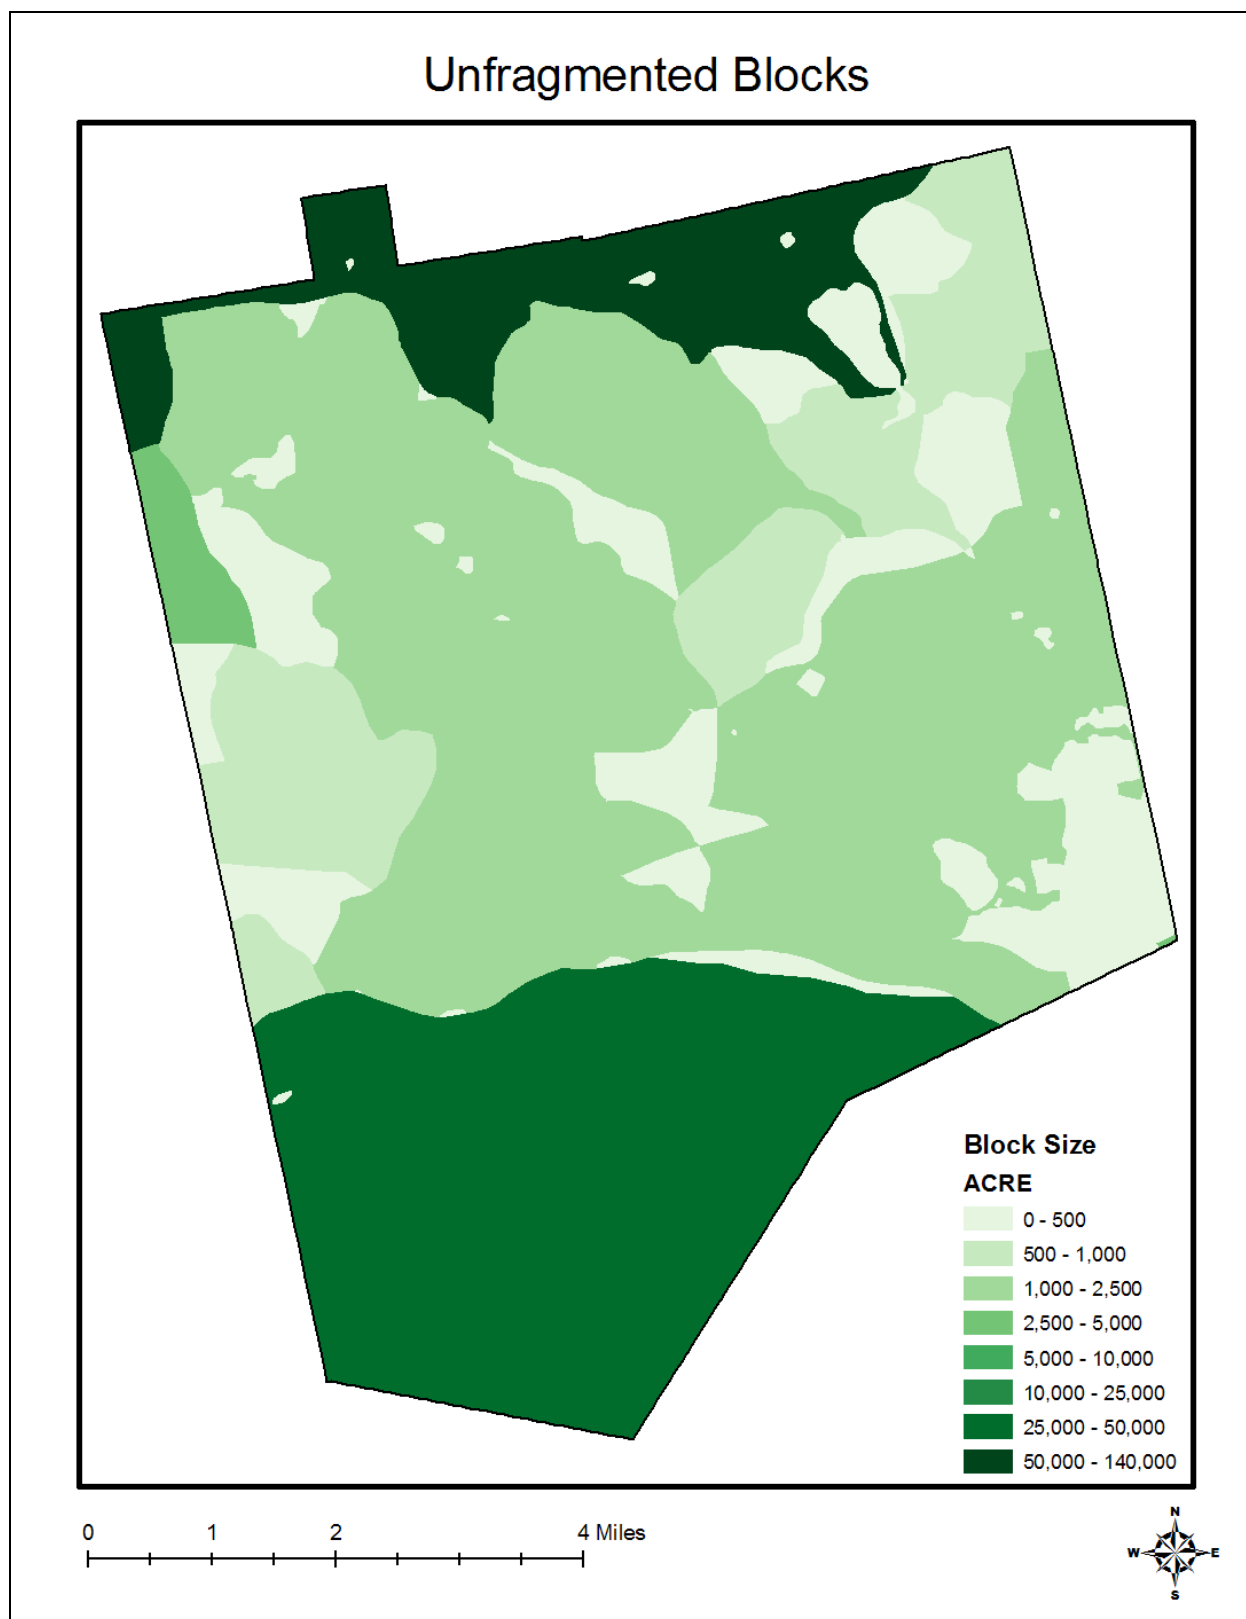 Unfragmented Blocks
Block Size
ACRE
0 - 500
500 - 1,000
1,000 - 2,500
2,500 - 5,000
5,000 - 10,000
10,000 - 25,000
25,000 - 50,000
50,000 - 140,000
0 1 2 4 Miles
N
W E
S